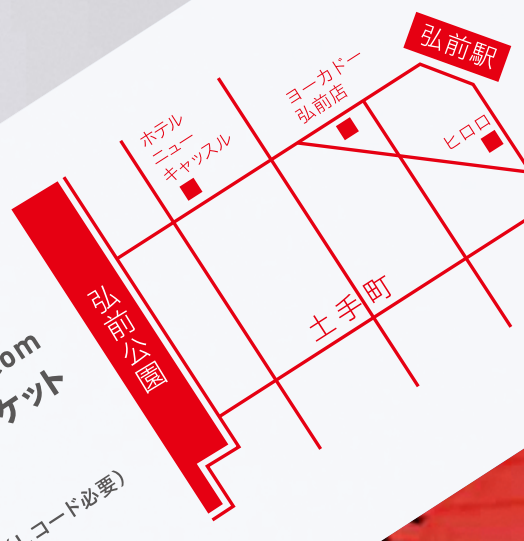 弘前駅
ヨーカドー
弘前店
ヒロロ
ホテル
ニュー
キャッスル
土手町
弘前公園
om
ケット
コード必要）